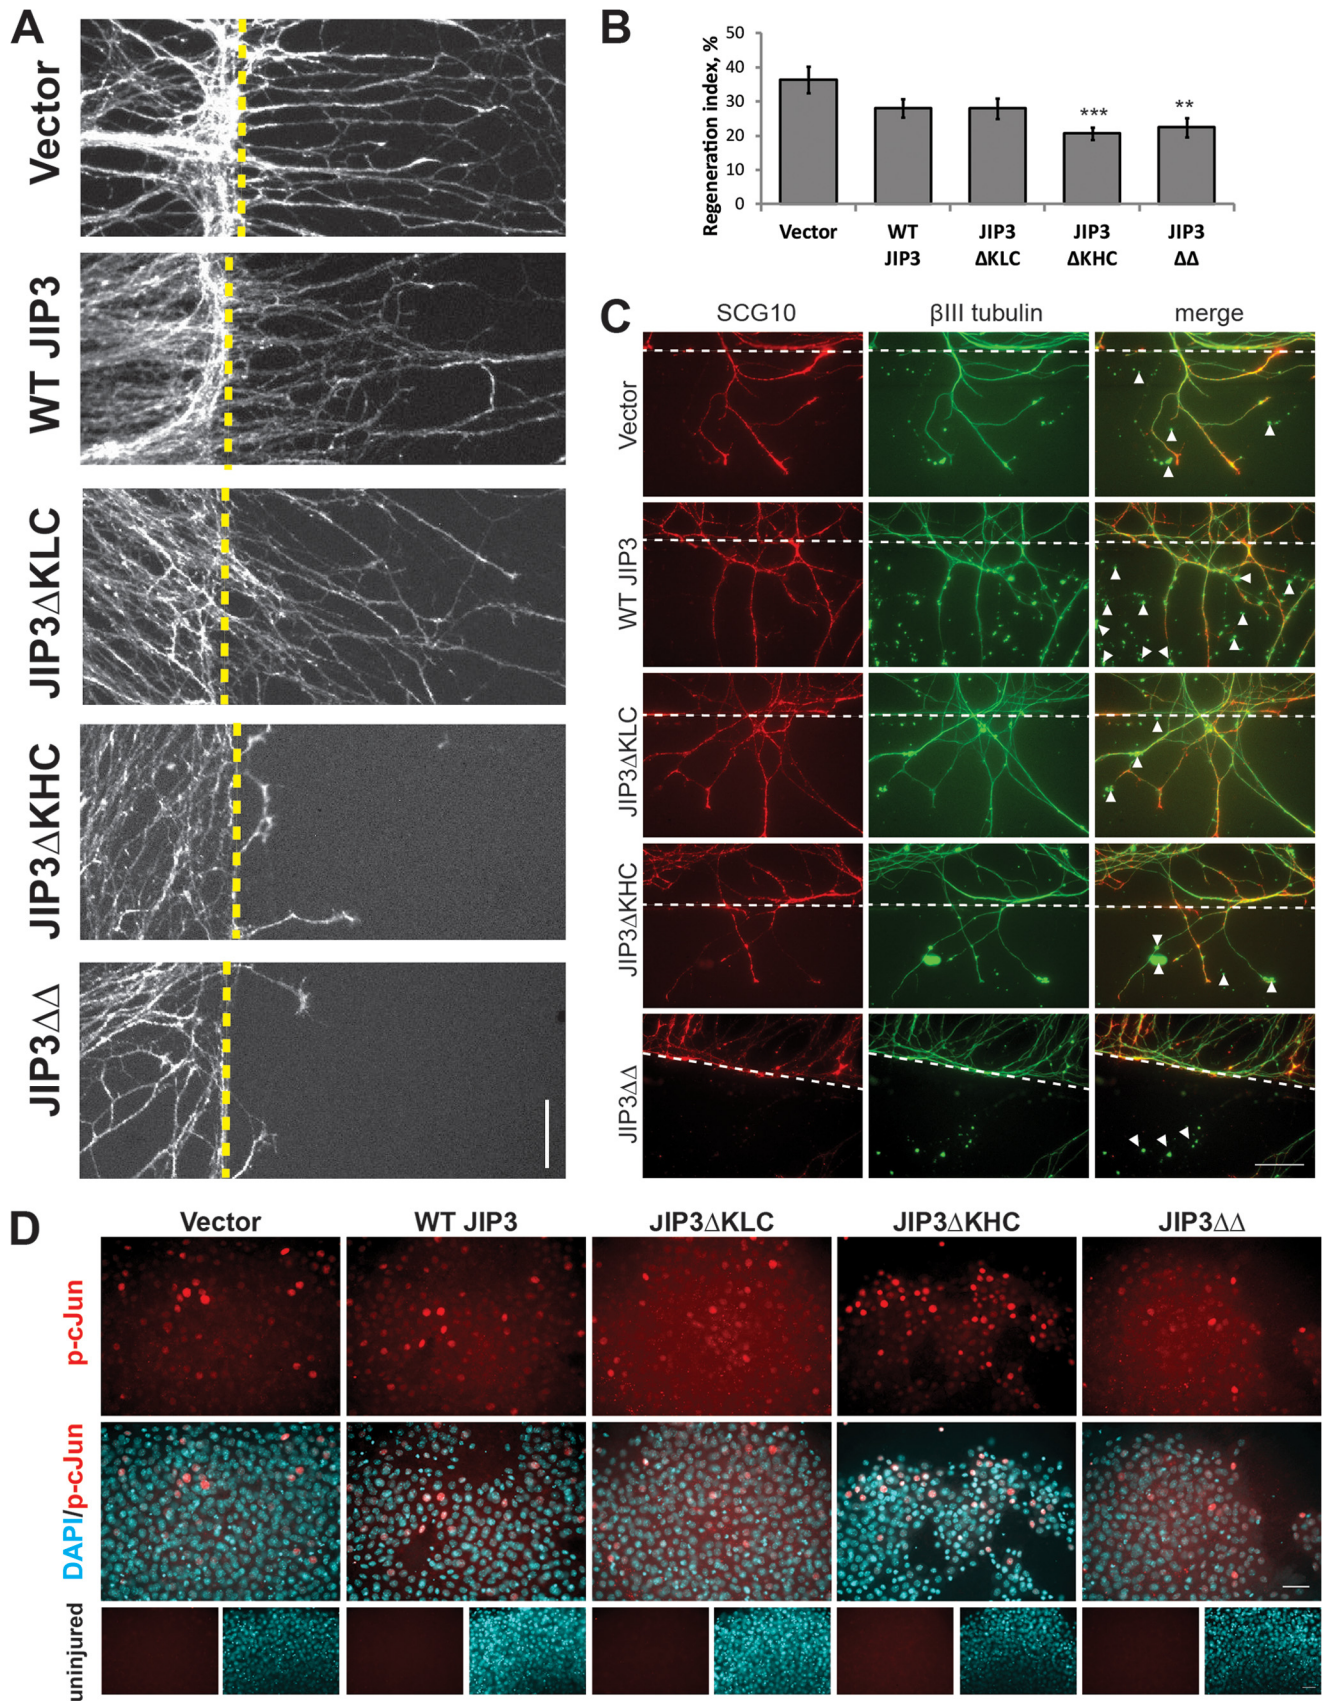 A
Vector
WT JIP3
JIP3ΔKLC
JIP3ΔKHC
JIP3ΔΔ
B
Regeneration index, %
50
40
30
20
10
0
***
**
Vector
WT
JIP3
JIP3
ΔKLC
JIP3
ΔKHC
JIP3
ΔΔ
C
SCG10
βIII tubulin
merge
Vector
WT JIP3
JIP3ΔKLC
JIP3ΔKHC
JIP3ΔΔ
D
Vector
WT JIP3
JIP3ΔKLC
JIP3ΔKHC
JIP3ΔΔ
p-cJun
DAPI/p-cJun
uninjured